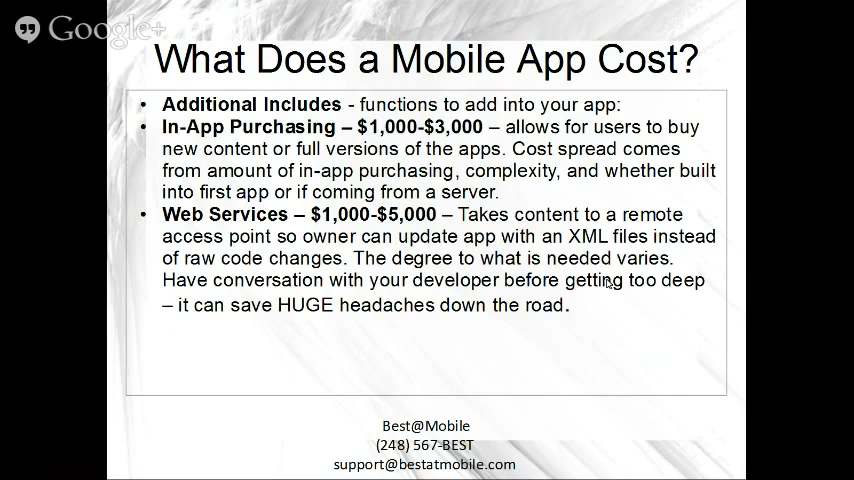 Google+
What Does a Mobile App Cost?
• Additional Includes - functions to add into your app:
• In-App Purchasing – $1,000-$3,000 – allows for users to buy
new content or full versions of the apps. Cost spread comes
from amount of in-app purchasing, complexity, and whether built
into first app or if coming from a server.
• Web Services – $1,000-$5,000 – Takes content to a remote
access point so owner can update app with an XML files instead
of raw code changes. The degree to what is needed varies.
Have conversation with your developer before getting too deep
– it can save HUGE headaches down the road.
Best@Mobile
(248) 567-BEST
support@bestatmobile.com